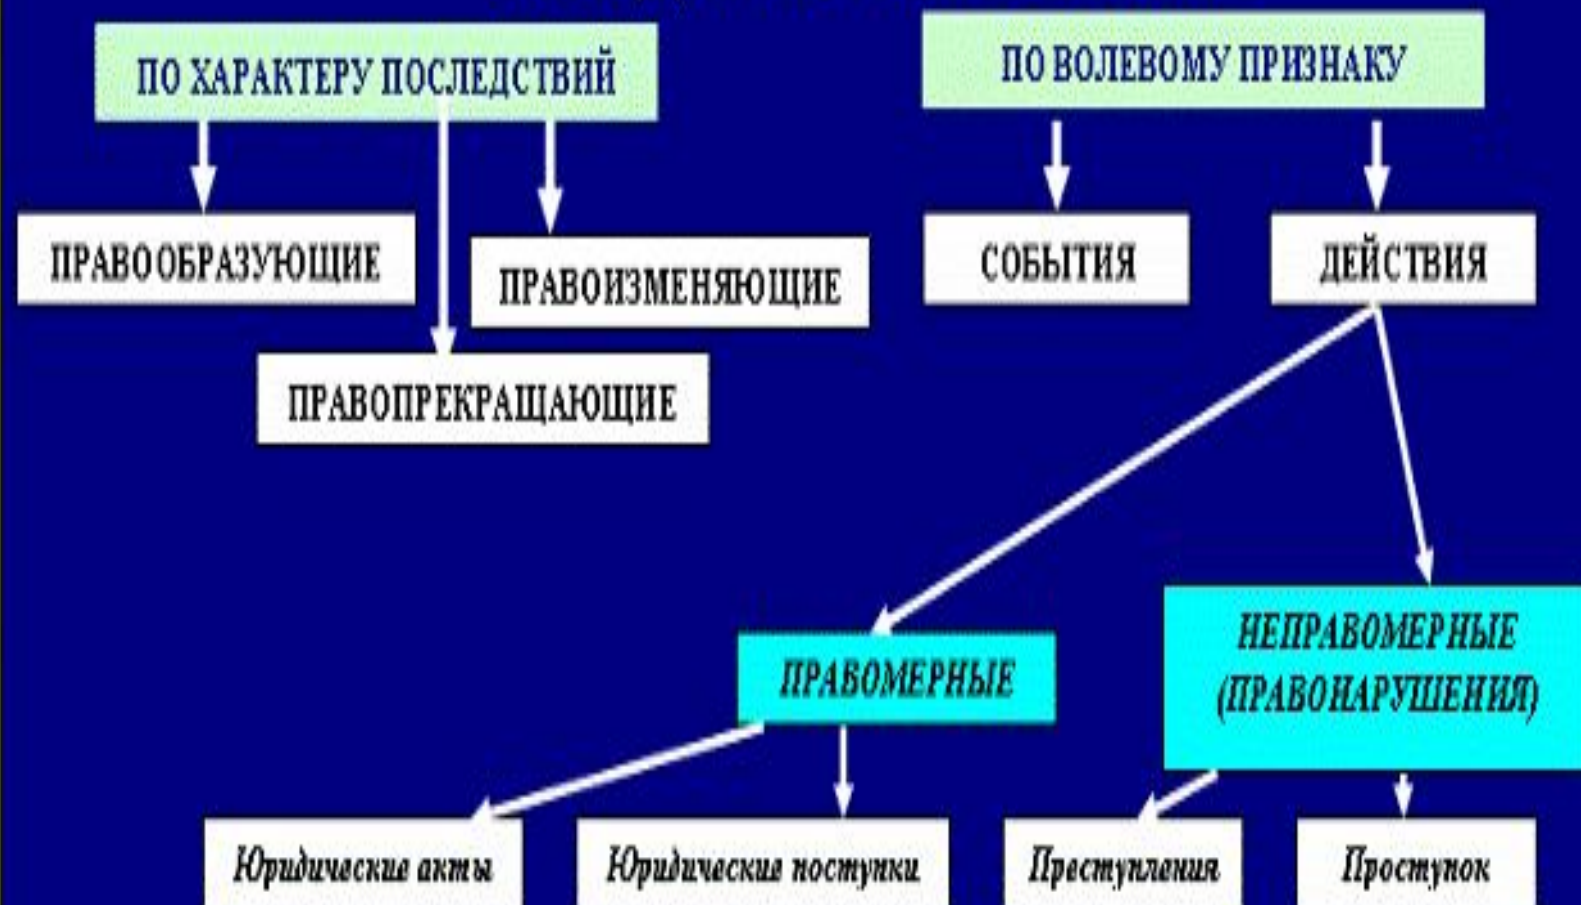 ПО ХАРАКТЕРУ ПОСЛЕДСТВИЙ
ПО ВОЛЕВОМУ ПРИЗНАКУ
ПРАВООБРАЗУЮЩИЕ
ПРАВОИЗМЕНЯЮЩИЕ
ПРАВОПРЕКРАЩАЮЩИЕ
СОБЫТИЯ
ДЕЙСТВИЯ
ПРАВОМЕРНЫЕ
НЕПРАВОМЕРНЫЕ
(ПРАВОНАРУШЕНИЯ)
Юридические акты
Юридические поступки
Преступления
Проступок